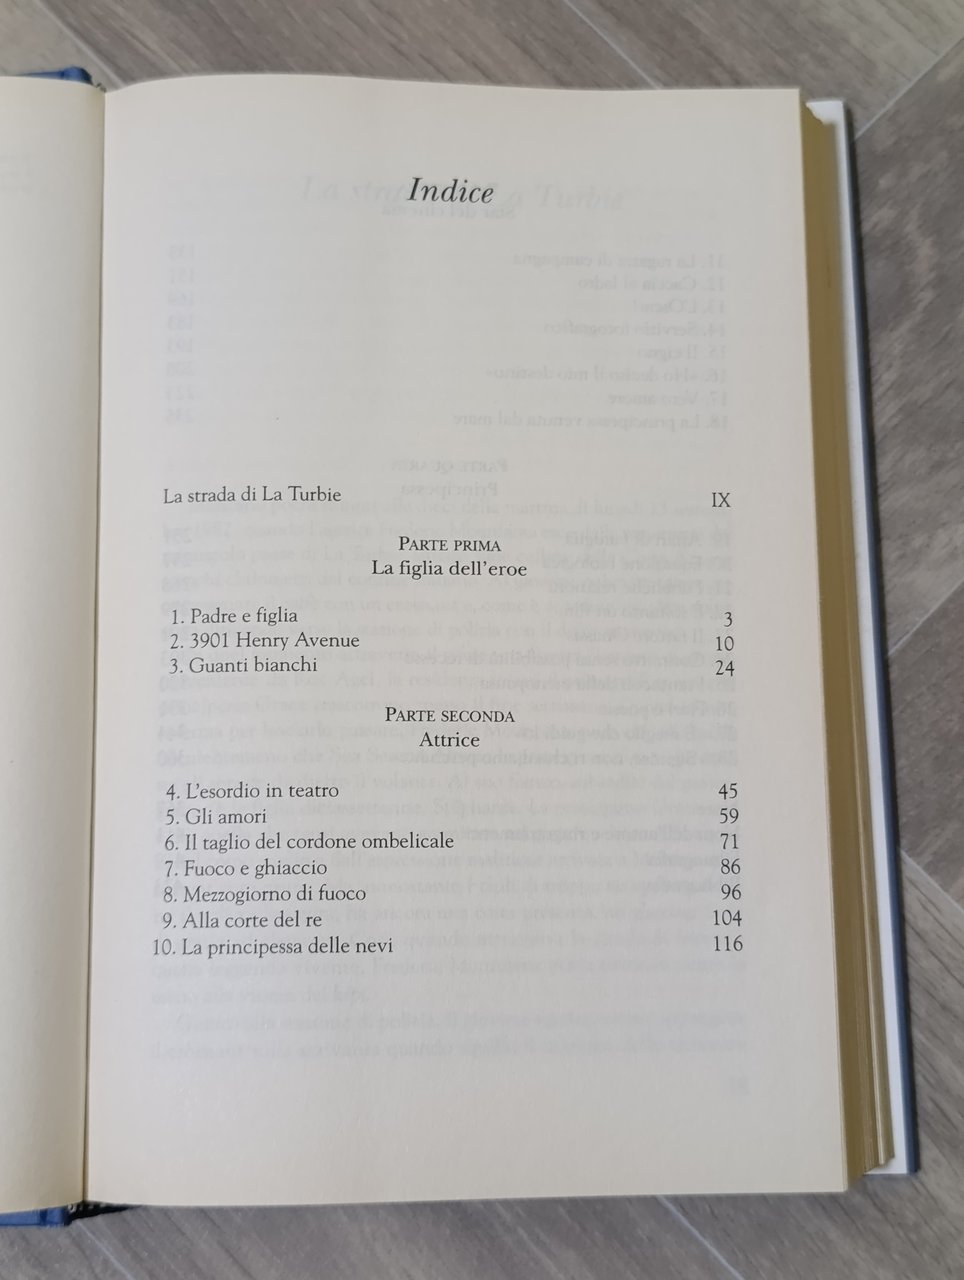 Indice
La strada di La Turbie IX
PARTE PRIMA
La figlia dell'eroe
1. Padre e figlia 3
2. 3901 Henry Avenue 10
3. Guanti bianchi 24
PARTE SECONDA
Attrice
4. L'esordio in teatro 45
5. Gli amori 59
6. Il taglio del cordone ombelicale 71
7. Fuoco e ghiaccio 86
8. Mezzogiorno di fuoco 96
9. Alla corte del re 104
10. La principessa delle nevi 116